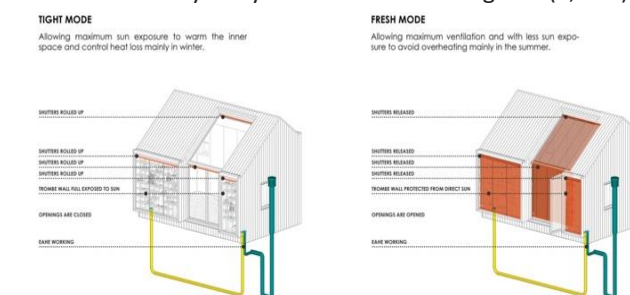 TIGHT MODE
Allowing maximum sun exposure to warm the inner
space and control heat loss mainly in winter.
SHUTTERS ROLLED UP
SHUTTERS ROLLED UP
SHUTTERS ROLLED UP
SHUTTERS ROLLED UP
TROMBE WALL FULL EXPOSED TO SUN
OPENINGS ARE CLOSED
EAHE WORKING
FRESH MODE
Allowing maximum ventilation and with less sun expo-
sure to avoid overheating mainly in the summer.
SHUTTERS RELEASED
SHUTTERS RELEASED
SHUTTERS RELEASED
SHUTTERS RELEASED
TROMBE WALL PROTECTED FROM DIRECT SUN
OPENINGS ARE OPENED
EAHE WORKING